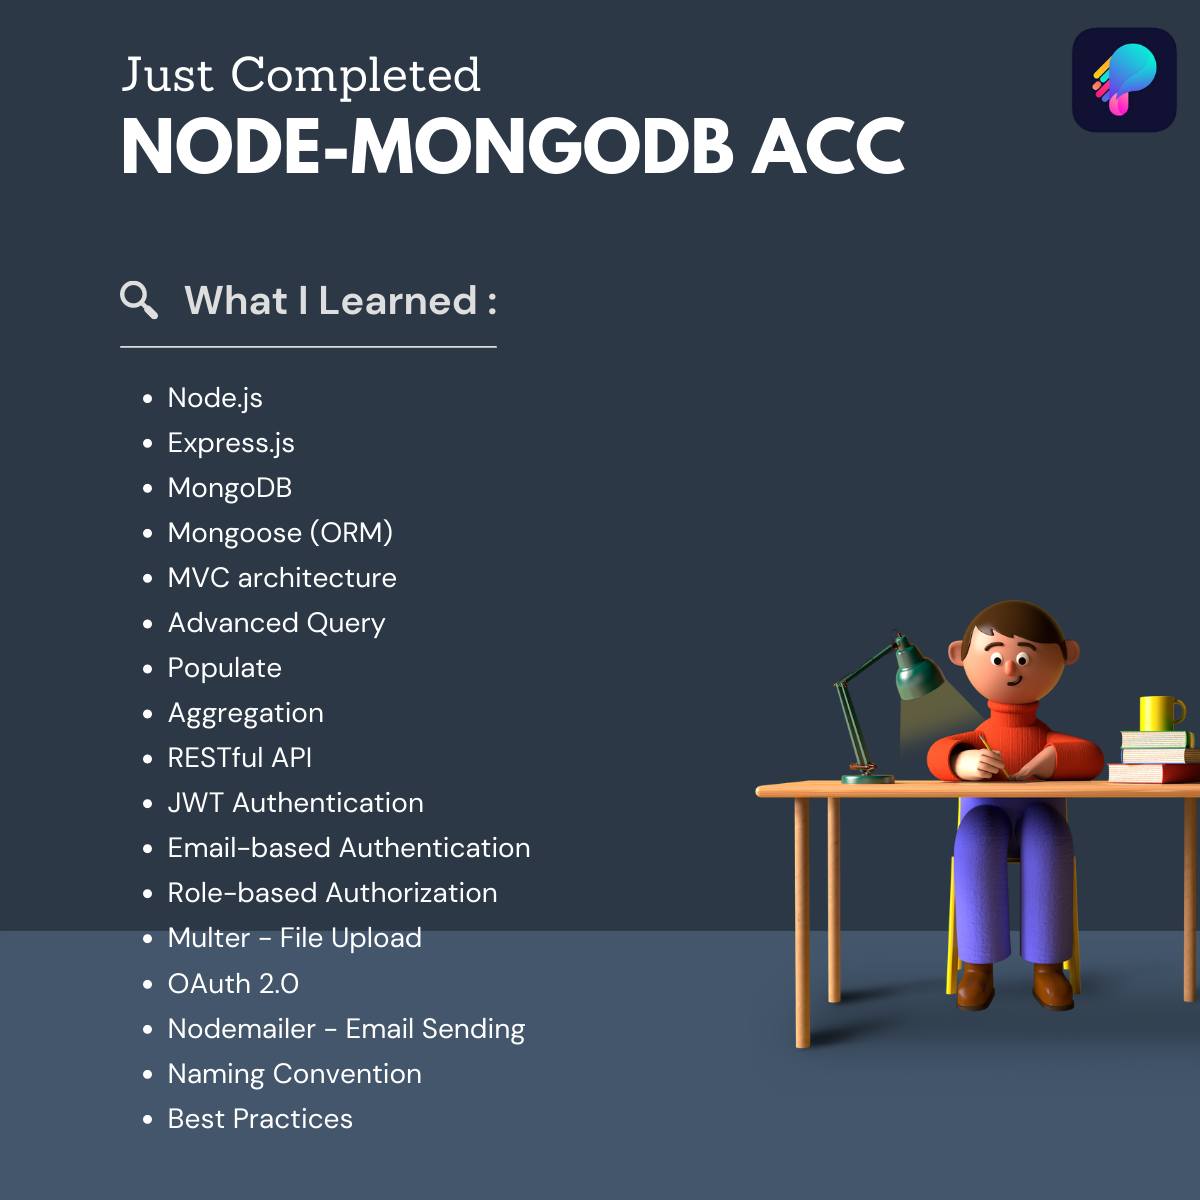 Just Completed
NODE-MONGODB ACC
What I Learned :
• Node.js
• Express.js
• MongoDB
• Mongoose (ORM)
• MVC architecture
• Advanced Query
• Populate
• Aggregation
• RESTful API
• JWT Authentication
• Email-based Authentication
• Role-based Authorization
• Multer - File Upload
• OAuth 2.0
• Nodemailer - Email Sending
• Naming Convention
• Best Practices